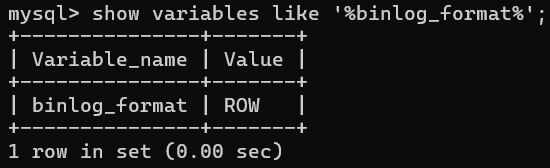 mysql> show variables like '%binlog_format%';
+---------------+-------+
| Variable_name | Value |
+---------------+-------+
| binlog_format | ROW   |
+---------------+-------+
1 row in set (0.00 sec)